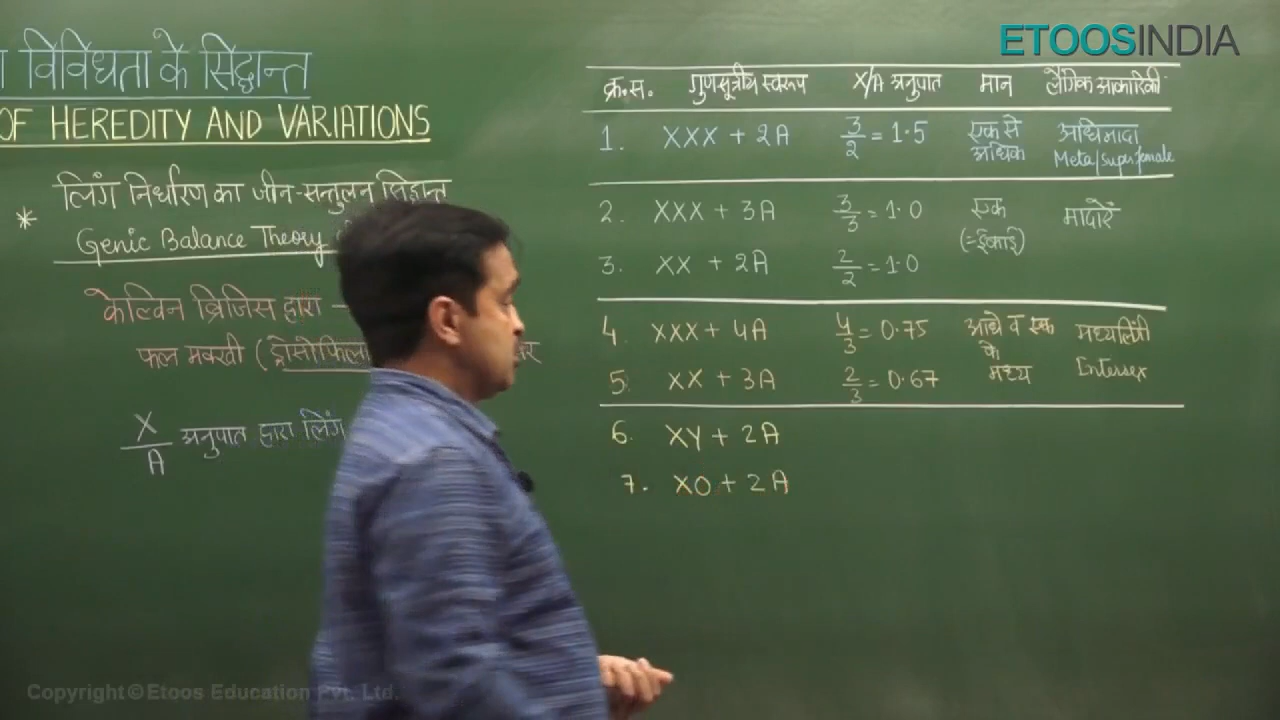 ETOOSINDIA
विविधता के सिद्धान्त
OF HEREDITY AND VARIATIONS
* लिंग निर्धारण का जीन-सन्तुलन सिद्धान्त
Genic Balance Theory
केल्विन ब्रिजिस द्वारा –
फल मक्खी (ड्रोसोफिला
X/A अनुपात द्वारा लिंग
क्र.स. गुणसूत्रीय स्वरूप X/A अनुपात मान लैंगिक आकारिकी
1. XXX + 2A 3/2 = 1.5 एक से अधिक अधिमादा Meta/super female
2. XXX + 3A 3/3 = 1.0 एक (=ईकाई) मादाएँ
3. XX + 2A 2/2 = 1.0
4 XXX + 4A 4/3 = 0.75 आधे व एक के मध्य मध्यलिंगी Intersex
5. XX + 3A 2/3 = 0.67
6. XY + 2A
7. XO + 2A
Copyright © Etoos Education Pvt. Ltd.